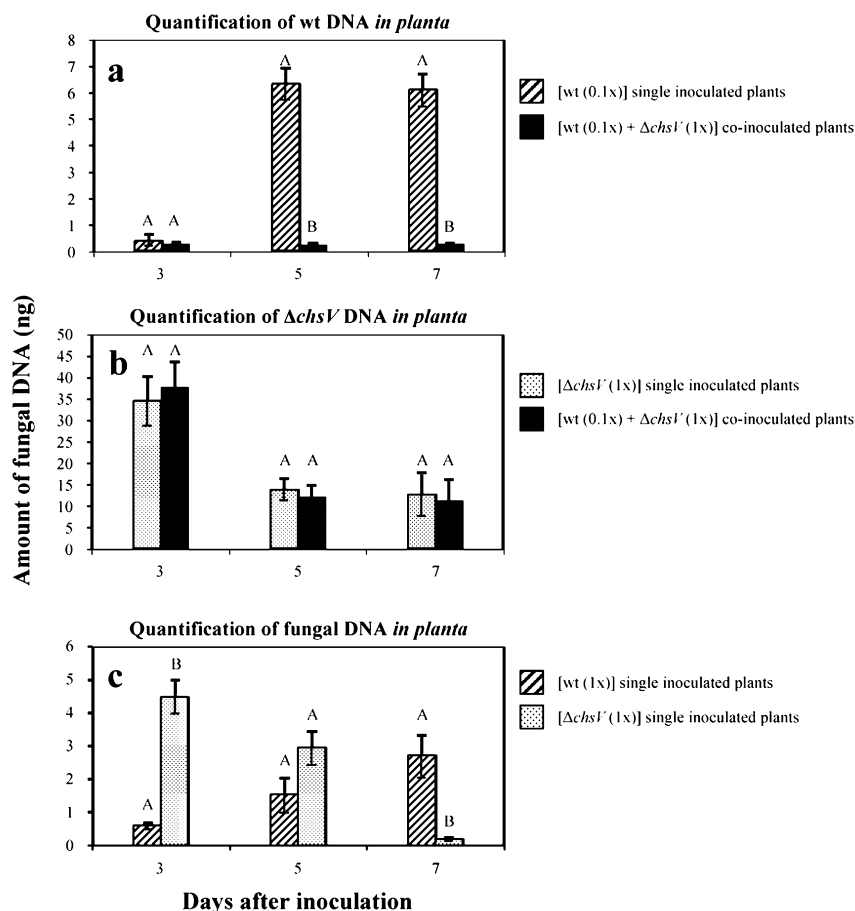 Quantification of wt DNA in planta
a
8
7
6
5
4
3
2
1
0
A A
A B
A B
3 5 7
[wt (0.1x)] single inoculated plants
[wt (0.1x) + ΔchsV (1x)] co-inoculated plants
Amount of fungal DNA (ng)
Quantification of ΔchsV DNA in planta
b
50
45
40
35
30
25
20
15
10
5
0
A A
A A
A A
3 5 7
[ΔchsV (1x)] single inoculated plants
[wt (0.1x) + ΔchsV (1x)] co-inoculated plants
Quantification of fungal DNA in planta
c
6
5
4
3
2
1
0
A B
A A
A B
3 5 7
[wt (1x)] single inoculated plants
[ΔchsV (1x)] single inoculated plants
Days after inoculation